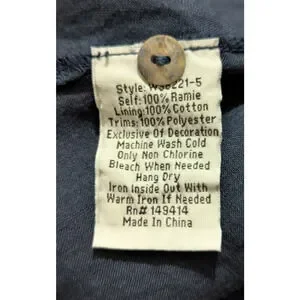 Style: W36221-5
Self: 100% Ramie
Lining: 100% Cotton
Trims: 100% Polyester
Exclusive Of Decoration
Machine Wash Cold
Only Non Chlorine
Bleach When Needed
Hang Dry
Iron Inside Out With
Warm Iron If Needed
Rn# 149414
Made In China